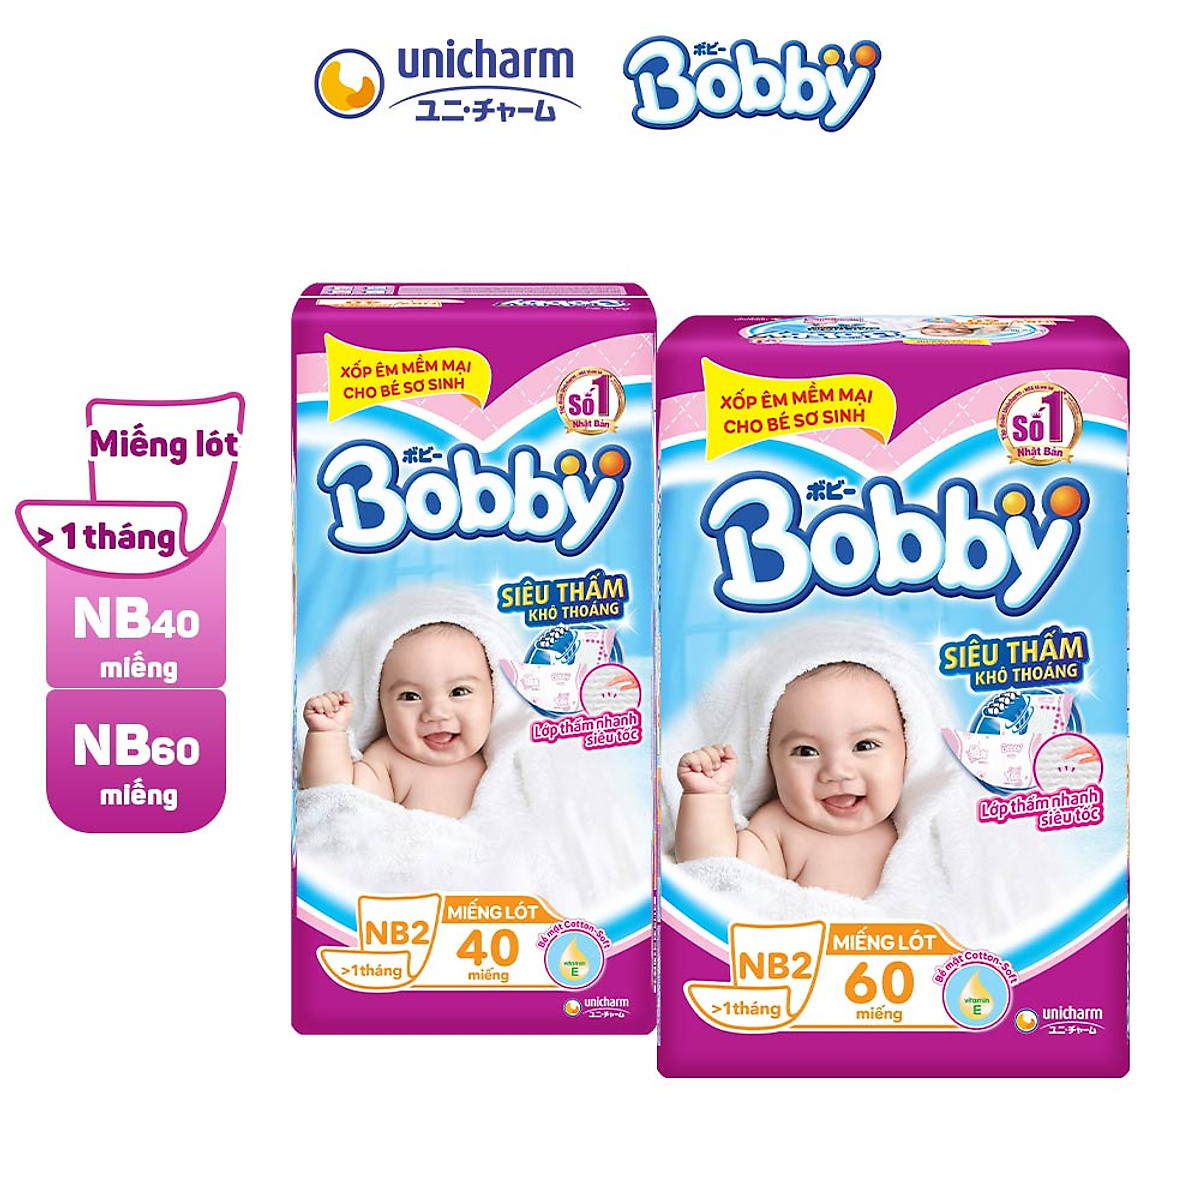 unicharm
ユニ・チャーム
ボビー
Bobby
Miếng lót
> 1 tháng
NB40
miếng
NB60
miếng
XỐP ÊM MỀM MẠI
CHO BÉ SƠ SINH
Số 1
Nhật Bản
ボビー
Bobby
SIÊU THẤM
KHÔ THOÁNG
Lớp thấm nhanh
siêu tốc
NB2
>1tháng
MIẾNG LÓT
40
miếng
Bề mặt Cotton-Soft
vitamin
E
unicharm
ユニ・チャーム
XỐP ÊM MỀM MẠI
CHO BÉ SƠ SINH
Số 1
Nhật Bản
ボビー
Bobby
SIÊU THẤM
KHÔ THOÁNG
Lớp thấm nhanh
siêu tốc
NB2
>1tháng
MIẾNG LÓT
60
miếng
Bề mặt Cotton-Soft
vitamin
E
unicharm
ユニ・チャーム